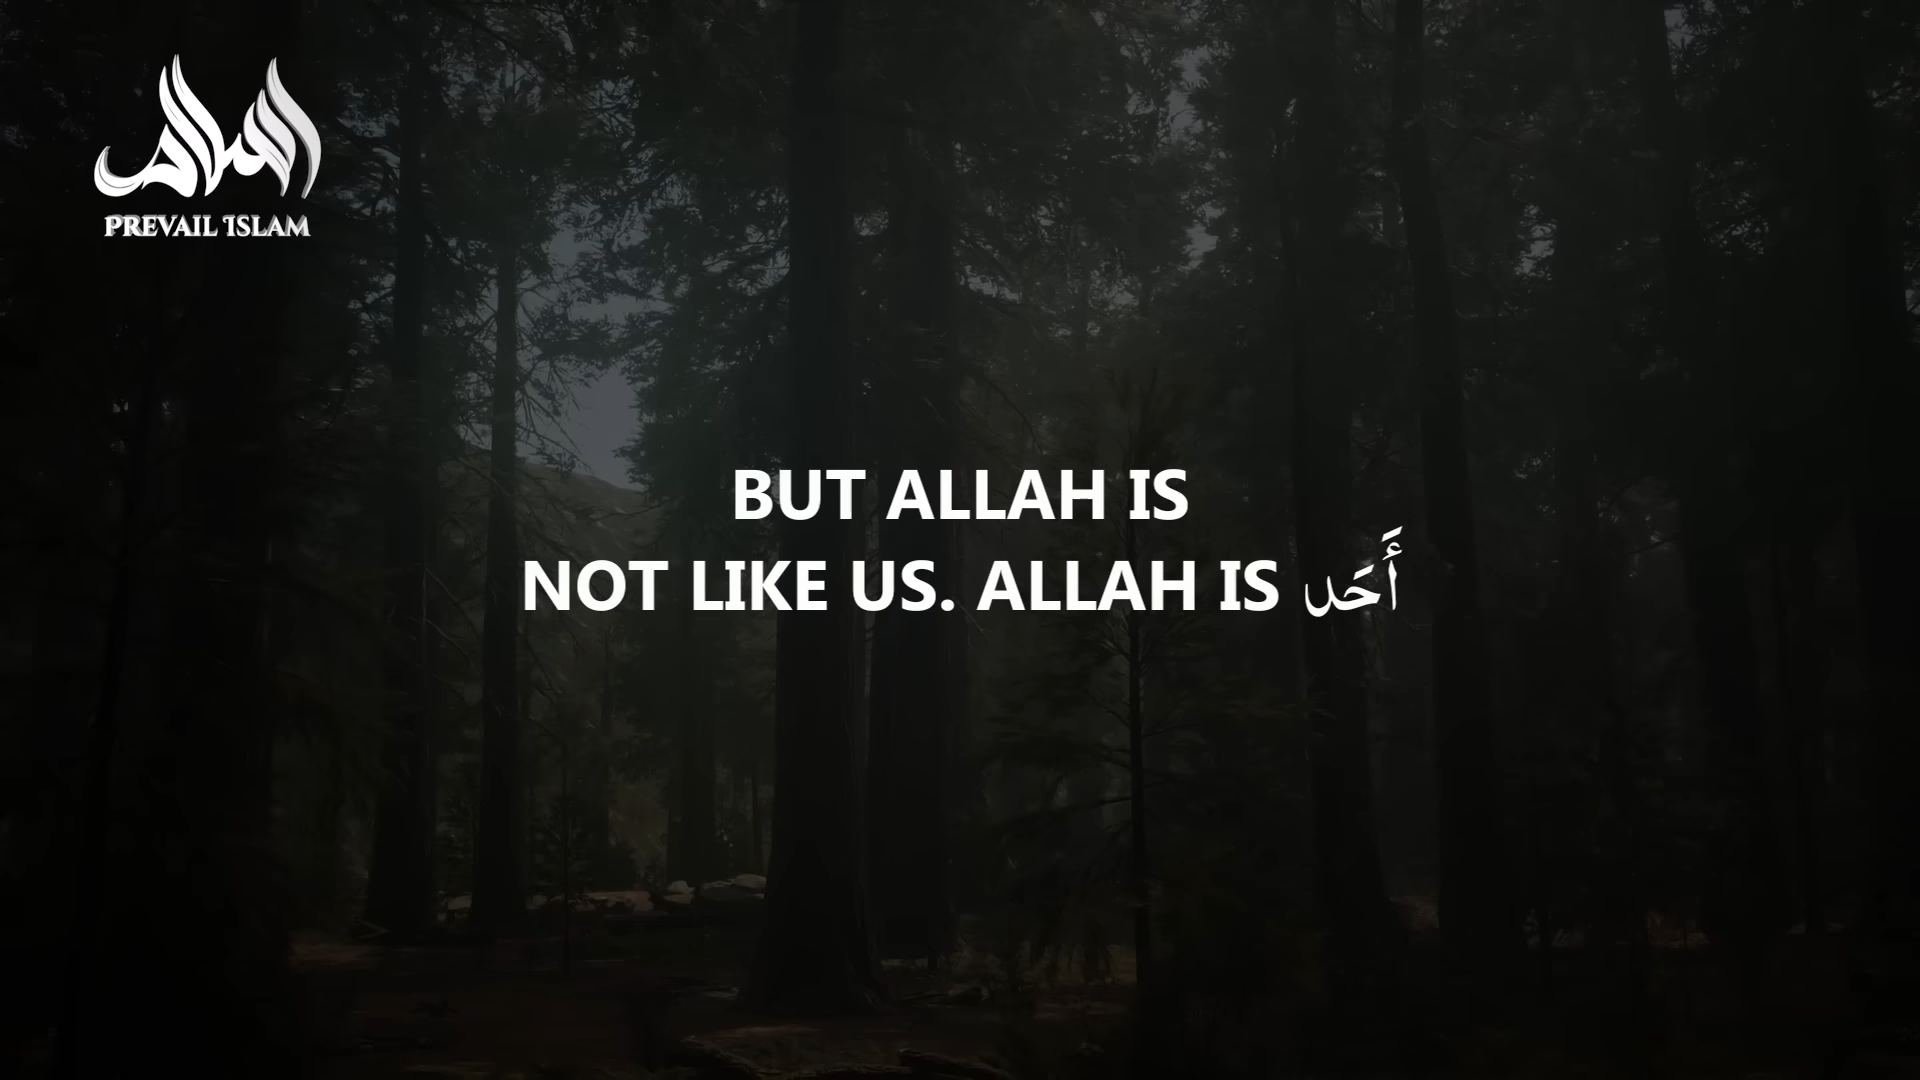 PREVAIL ISLAM
BUT ALLAH IS
NOT LIKE US. ALLAH IS أَحَد